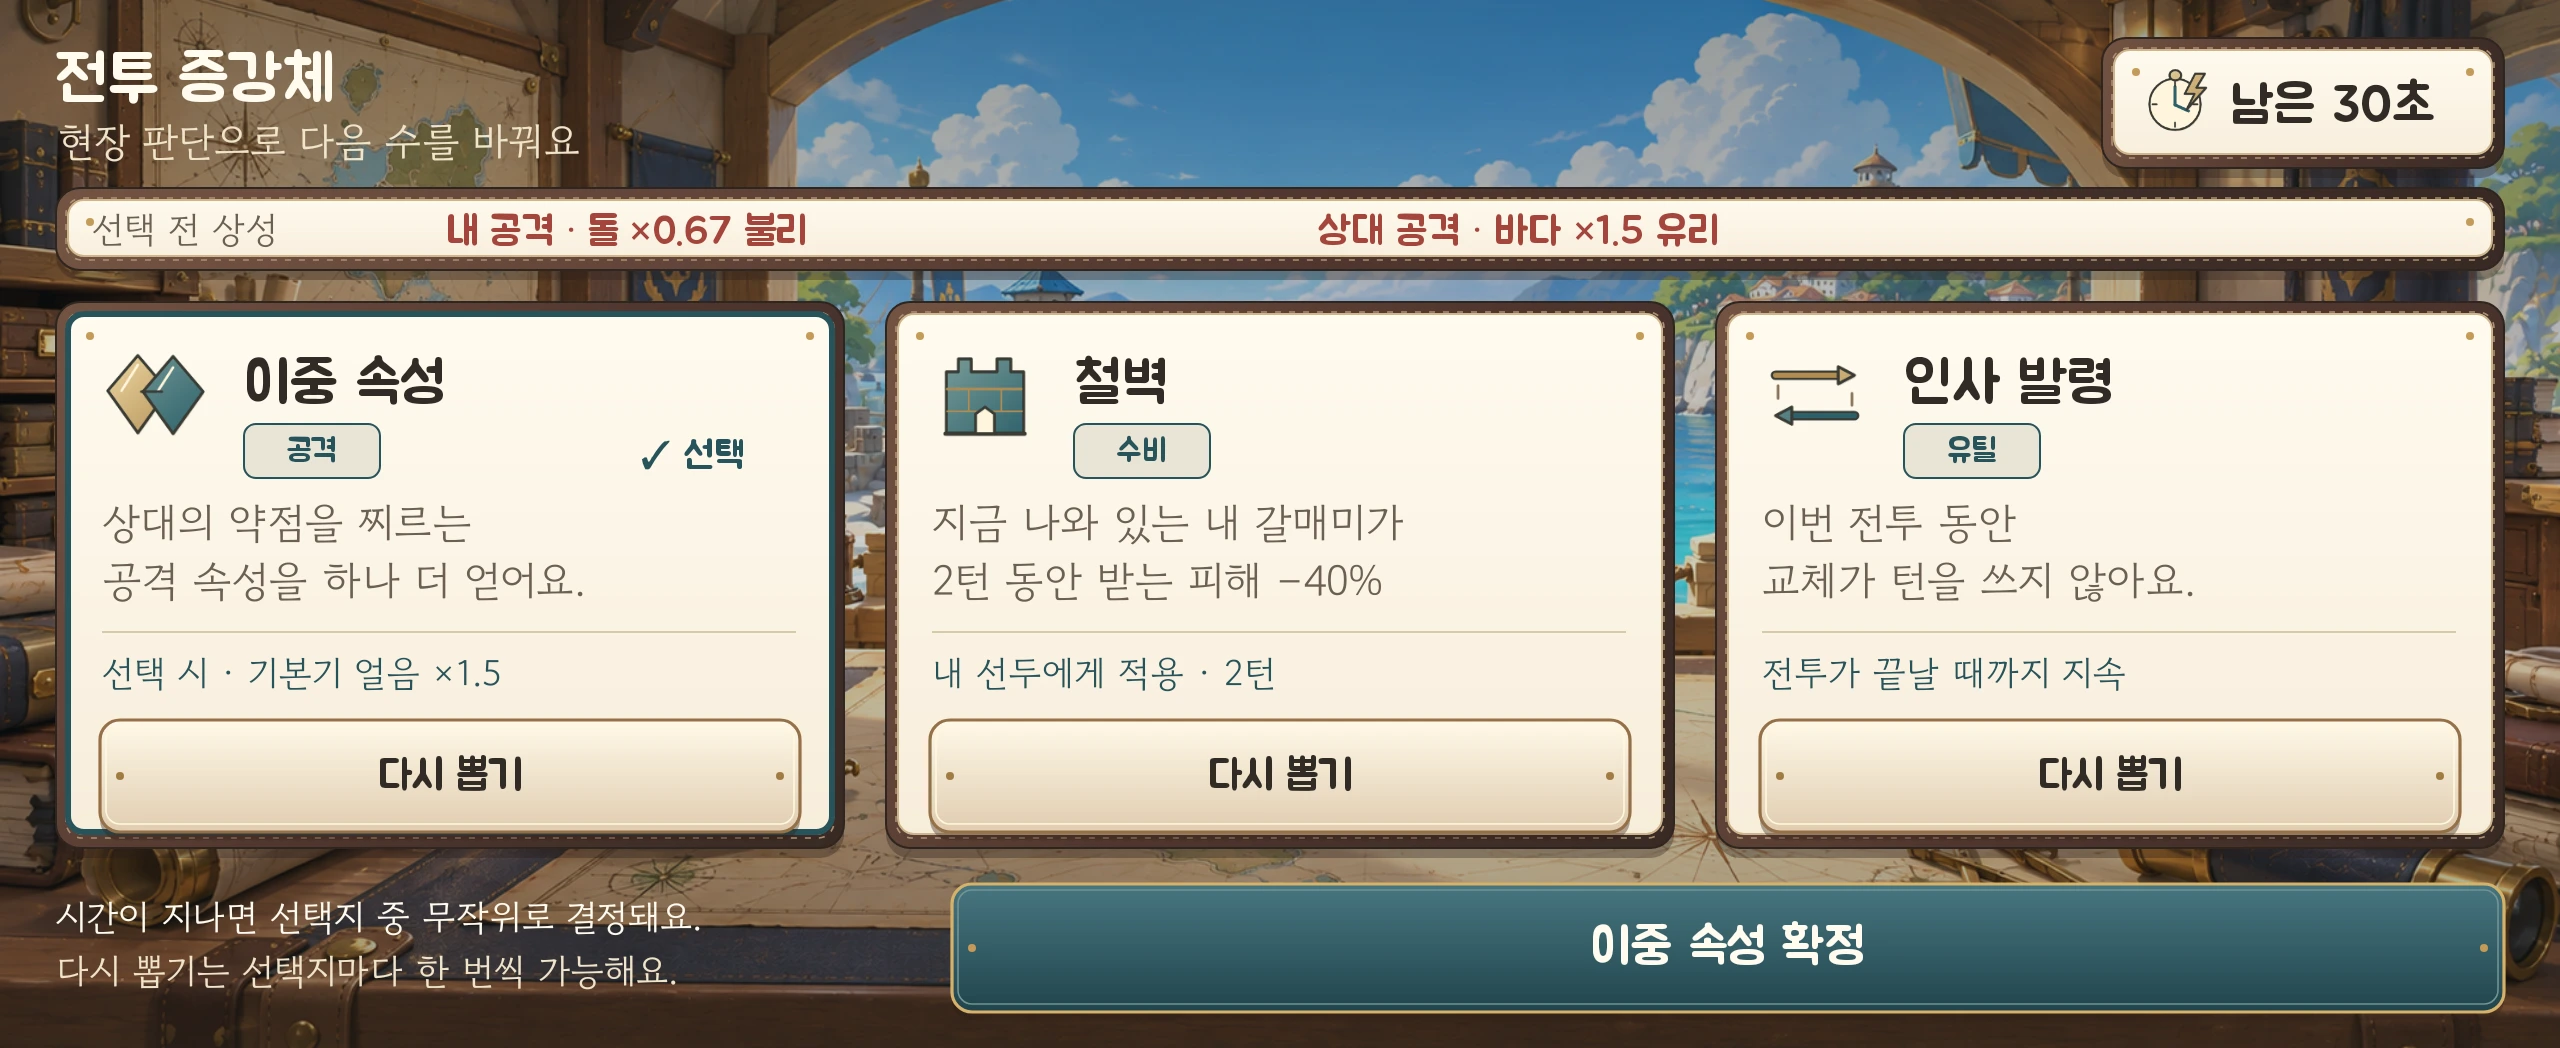 전투 증강체
현장 판단으로 다음 수를 바꿔요
남은 30초
선택 전 상성
내 공격 · 돌 ×0.67 불리
상대 공격 · 바다 ×1.5 유리
이중 속성
공격
✓ 선택
상대의 약점을 찌르는
공격 속성을 하나 더 얻어요.
선택 시 · 기본기 얼음 ×1.5
다시 뽑기
철벽
수비
지금 나와 있는 내 갈매미가
2턴 동안 받는 피해 −40%
내 선두에게 적용 · 2턴
다시 뽑기
인사 발령
유틸
이번 전투 동안
교체가 턴을 쓰지 않아요.
전투가 끝날 때까지 지속
다시 뽑기
시간이 지나면 선택지 중 무작위로 결정돼요.
다시 뽑기는 선택지마다 한 번씩 가능해요.
이중 속성 확정